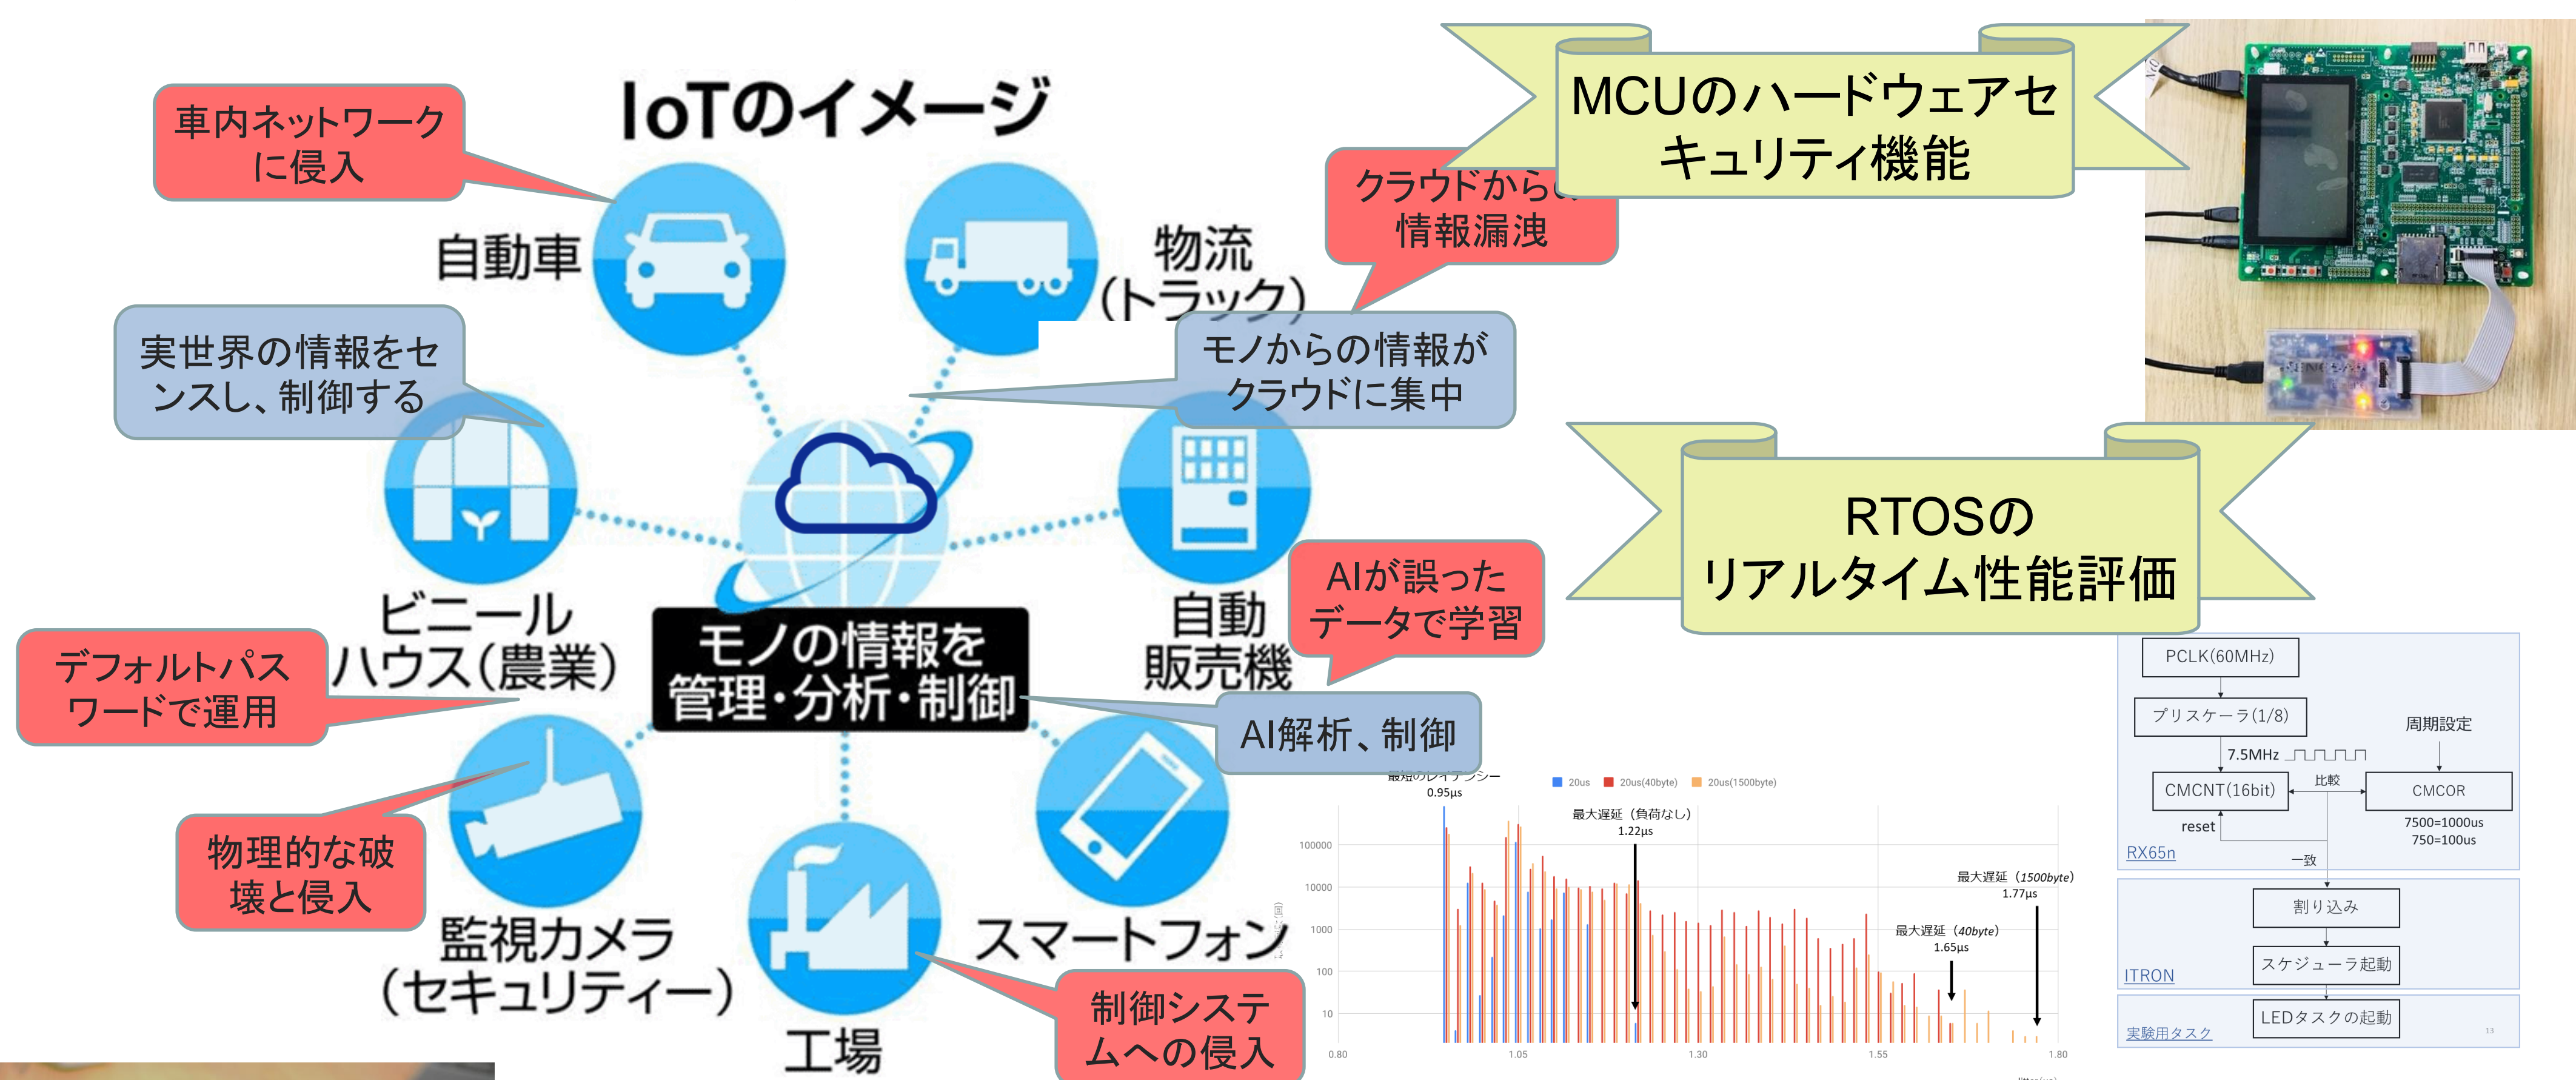 IoTのイメージ
車内ネットワーク
に侵入
自動車
物流
(トラック)
クラウドから
情報漏洩
実世界の情報をセ
ンスし、制御する
モノからの情報が
クラウドに集中
ビニール
ハウス(農業)
モノの情報を
管理・分析・制御
自動
販売機
AIが誤った
データで学習
デフォルトパス
ワードで運用
AI解析、制御
物理的な破
壊と侵入
監視カメラ
(セキュリティー)
工場
スマートフォン
制御システ
ムへの侵入
MCUのハードウェアセ
キュリティ機能
RTOSの
リアルタイム性能評価
最短のレイテンシー
0.95μs
20us 20us(40byte) 20us(1500byte)
最大遅延（負荷なし）
1.22μs
最大遅延（1500byte）
1.77μs
最大遅延（40byte）
1.65μs
100000
10000
1000
100
10
0.80 1.05 1.30 1.55 1.80
PCLK(60MHz)
プリスケーラ(1/8)
周期設定
7.5MHz
比較
CMCNT(16bit)
CMCOR
reset
7500=1000us
750=100us
RX65n
一致
割り込み
スケジューラ起動
ITRON
LEDタスクの起動
実験用タスク
13